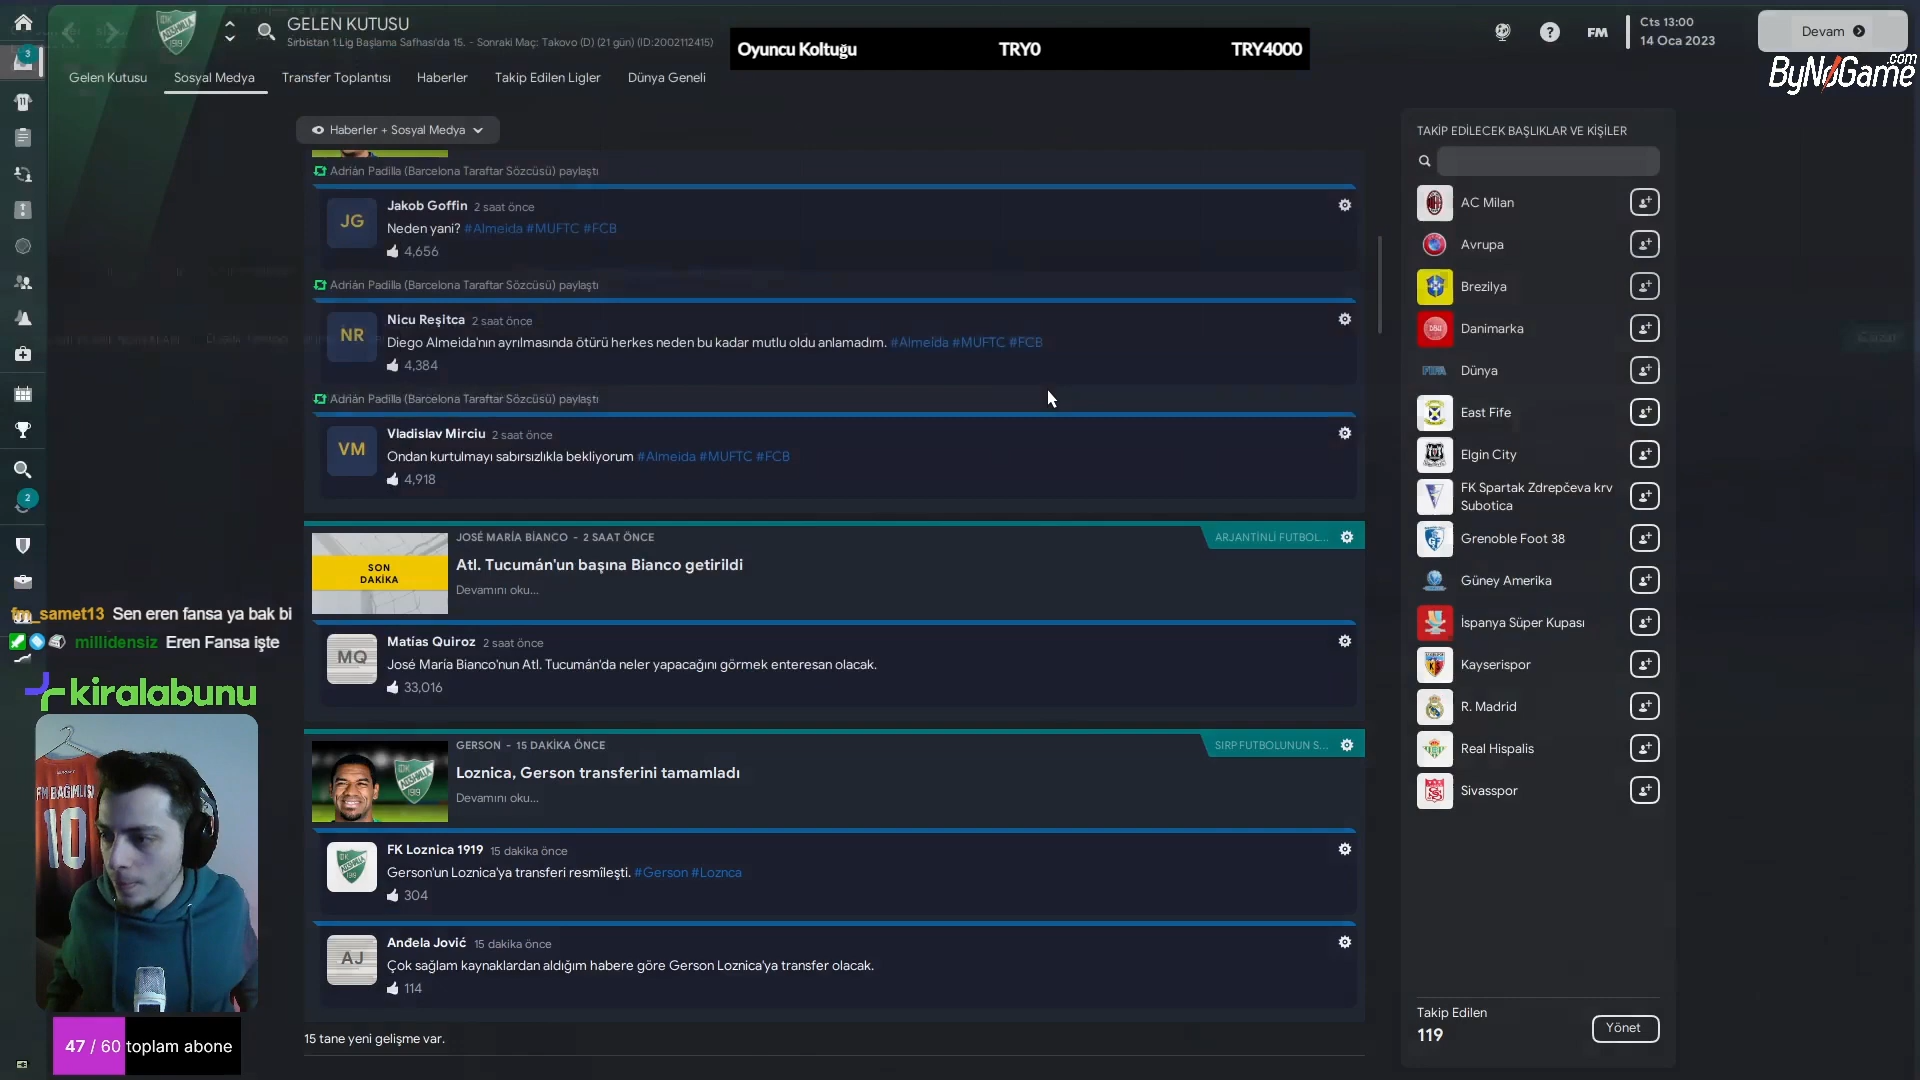 GELEN KUTUSU
Sırbistan 1.Lig Başlama Safhası'da 15. - Sonraki Maç: Takovo (D) (21 gün) (ID:2002112415)
Oyuncu Koltuğu TRY0 TRY4000
FM
Cts 13:00
14 Oca 2023
Devam
ByNoGame.com
Gelen Kutusu Sosyal Medya Transfer Toplantısı Haberler Takip Edilen Ligler Dünya Geneli
3
Haberler + Sosyal Medya
Adrián Padilla (Barcelona Taraftar Sözcüsü) paylaştı
JG
Jakob Goffin 2 saat önce
Neden yani? #Almeida #MUFTC #FCB
4,656
Adrián Padilla (Barcelona Taraftar Sözcüsü) paylaştı
NR
Nicu Reşitca 2 saat önce
Diego Almeida'nın ayrılmasında ötürü herkes neden bu kadar mutlu oldu anlamadım. #Almeida #MUFTC #FCB
4,384
Adrián Padilla (Barcelona Taraftar Sözcüsü) paylaştı
VM
Vladislav Mirciu 2 saat önce
Ondan kurtulmayı sabırsızlıkla bekliyorum #Almeida #MUFTC #FCB
4,918
2
SON
DAKİKA
JOSÉ MARÍA BİANCO - 2 SAAT ÖNCE
ARJANTİNLİ FUTBOL...
Atl. Tucumán'un başına Bianco getirildi
Devamını oku...
MQ
Matías Quiroz 2 saat önce
José María Bianco'nun Atl. Tucumán'da neler yapacağını görmek enteresan olacak.
33,016
GERSON - 15 DAKİKA ÖNCE
SIRP FUTBOLUNUN S...
Loznica, Gerson transferini tamamladı
Devamını oku...
FK Loznica 1919 15 dakika önce
Gerson'un Loznica'ya transferi resmîleşti. #Gerson #Loznca
304
AJ
Anđela Jović 15 dakika önce
Çok sağlam kaynaklardan aldığım habere göre Gerson Loznica'ya transfer olacak.
114
15 tane yeni gelişme var.
TAKİP EDİLECEK BAŞLIKLAR VE KİŞİLER
AC Milan
Avrupa
Brezilya
Danimarka
FIFA
Dünya
East Fife
Elgin City
FK Spartak Zdrepčeva krv
Subotica
Grenoble Foot 38
Güney Amerika
İspanya Süper Kupası
Kayserispor
R. Madrid
Real Hispalis
Sivasspor
Takip Edilen
119
Yönet
fm_samet13 Sen eren fansa ya bak bi
millidensiz Eren Fansa işte
kiralabunu
FM BAĞIMLISI
10
47 / 60 toplam abone